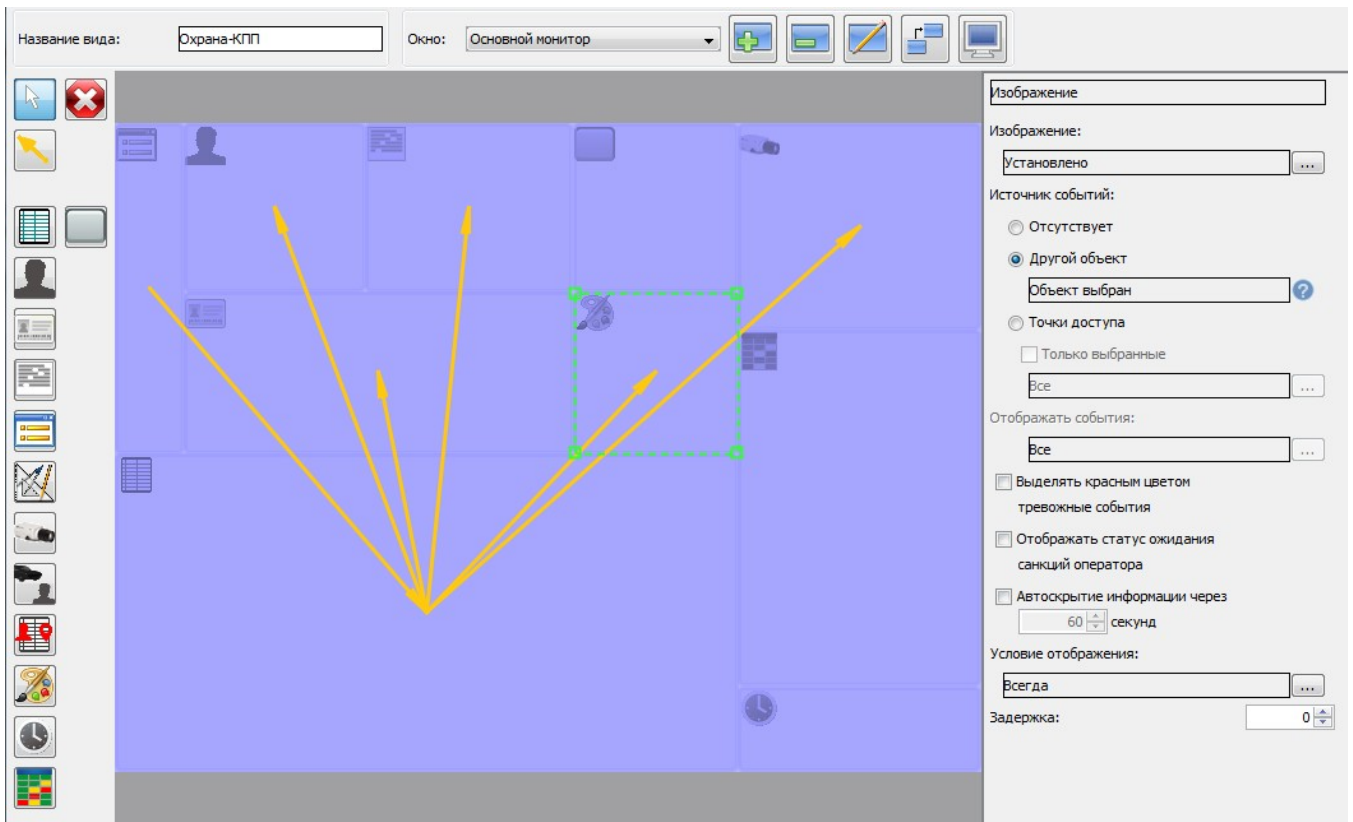 Название вида: Охрана-КПП Окно: Основной монитор
Изображение
Изображение:
Установлено ...
Источник событий:
Отсутствует
Другой объект
Объект выбран ?
Точки доступа
Только выбранные
Все ...
Отображать события:
Все ...
Выделять красным цветом
тревожные события
Отображать статус ожидания
санкций оператора
Автоскрытие информации через
60 секунд
Условие отображения:
Всегда ...
Задержка: 0